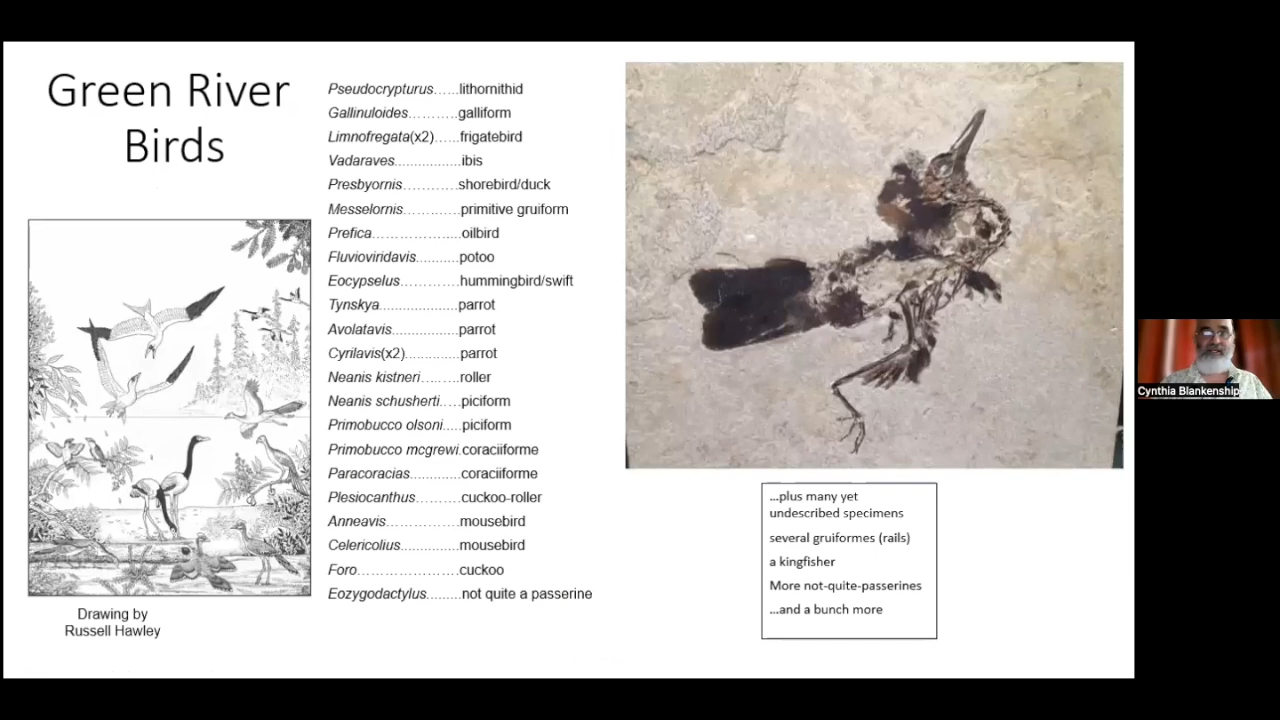 Green River
Birds
Pseudocrypturus……lithornithid
Gallinuloides……….galliform
Limnofregata(x2)……frigatebird
Vadaraves.................ibis
Presbyornis…………shorebird/duck
Messelornis…………primitive gruiform
Prefica…………….....oilbird
Fluvioviridavis..........potoo
Eocypselus………….hummingbird/swift
Tynskya....................parrot
Avolatavis.................parrot
Cyrilavis(x2)..............parrot
Neanis kistneri….…..roller
Neanis schusherti…..piciform
Primobucco olsoni.....piciform
Primobucco mcgrewi.coraciiforme
Paracoracias.............coraciiforme
Plesiocanthus……….cuckoo-roller
Anneavis…………….mousebird
Celericolius...............mousebird
Foro………………….cuckoo
Eozygodactylus.........not quite a passerine
Drawing by
Russell Hawley
…plus many yet
undescribed specimens
several gruiformes (rails)
a kingfisher
More not-quite-passerines
…and a bunch more
Cynthia Blankenship